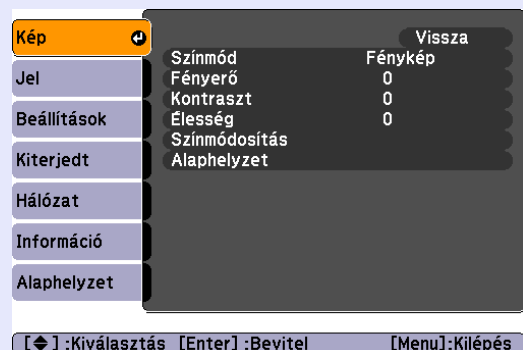 Kép
Jel
Beállítások
Kiterjedt
Hálózat
Információ
Alaphelyzet
Vissza
Színmód Fénykép
Fényerő 0
Kontraszt 0
Élesség 0
Színmódosítás
Alaphelyzet
[◆] :Kiválasztás [Enter] :Bevitel [Menu]:Kilépés